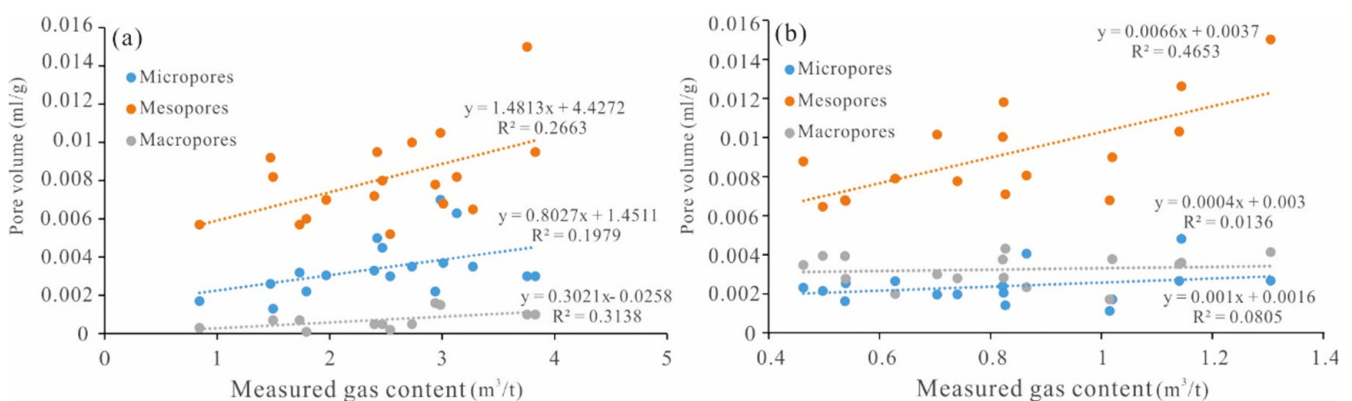 (a)
Pore volume (ml/g)
0.016
0.014
0.012
0.01
0.008
0.006
0.004
0.002
0
Micropores
Mesopores
Macropores
y = 1.4813x + 4.4272
R² = 0.2663
y = 0.8027x + 1.4511
R² = 0.1979
y = 0.3021x- 0.0258
R² = 0.3138
0 1 2 3 4 5
Measured gas content (m³/t)
(b)
Pore volume (ml/g)
0.016
0.014
0.012
0.01
0.008
0.006
0.004
0.002
0
Micropores
Mesopores
Macropores
y = 0.0066x + 0.0037
R² = 0.4653
y = 0.0004x + 0.003
R² = 0.0136
y = 0.001x + 0.0016
R² = 0.0805
0.4 0.6 0.8 1 1.2 1.4
Measured gas content (m³/t)